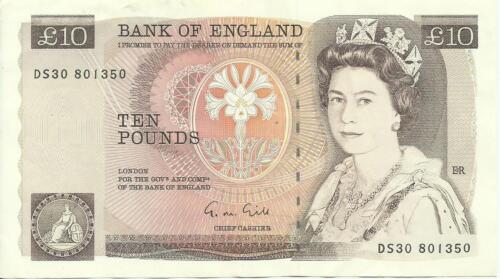 £10
BANK OF ENGLAND
£10
I PROMISE TO PAY THE BEARER ON DEMAND THE SUM OF
DS30 801350
TEN
POUNDS
LONDON
FOR THE GOVR AND COMPA
OF THE BANK OF ENGLAND
EIIR
G. M. Gill
CHIEF CASHIER
DS30 801350